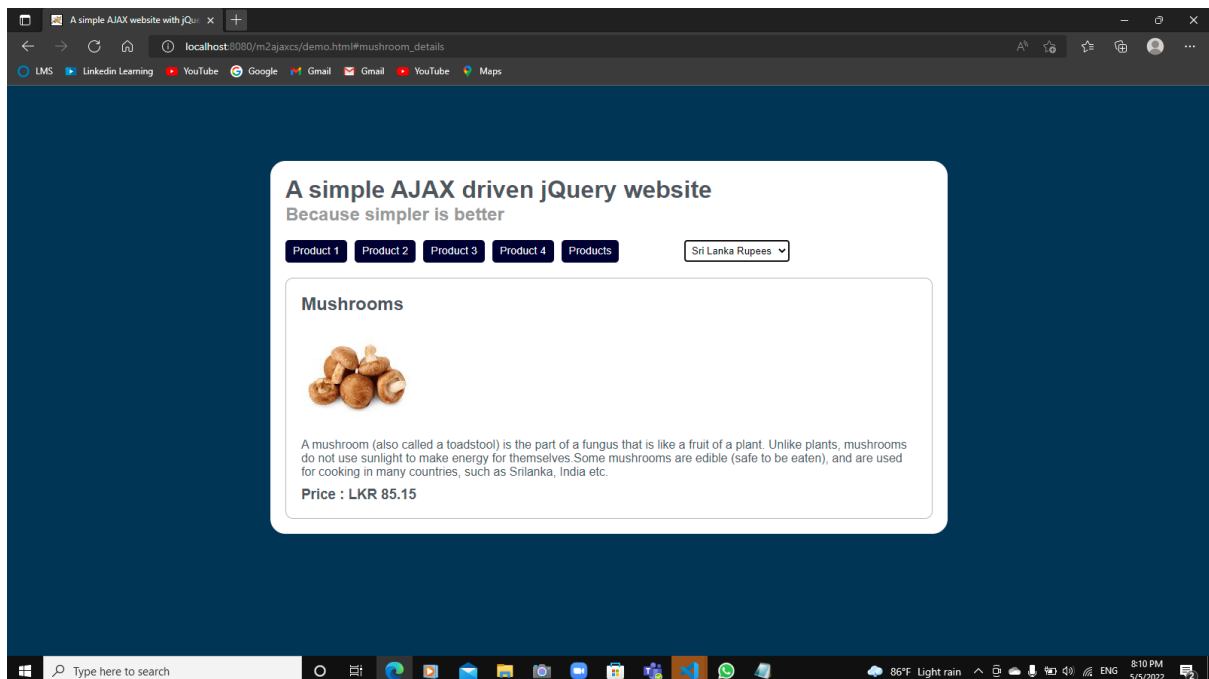 A simple AJAX website with jQue
localhost:8080/m2ajaxcs/demo.html#mushroom_details
LMS Linkedin Learning YouTube Google Gmail Gmail YouTube Maps
A simple AJAX driven jQuery website
Because simpler is better
Product 1 Product 2 Product 3 Product 4 Products Sri Lanka Rupees
Mushrooms
A mushroom (also called a toadstool) is the part of a fungus that is like a fruit of a plant. Unlike plants, mushrooms
do not use sunlight to make energy for themselves.Some mushrooms are edible (safe to be eaten), and are used
for cooking in many countries, such as Srilanka, India etc.
Price : LKR 85.15
Type here to search
86°F Light rain ENG
8:10 PM
5/5/2022